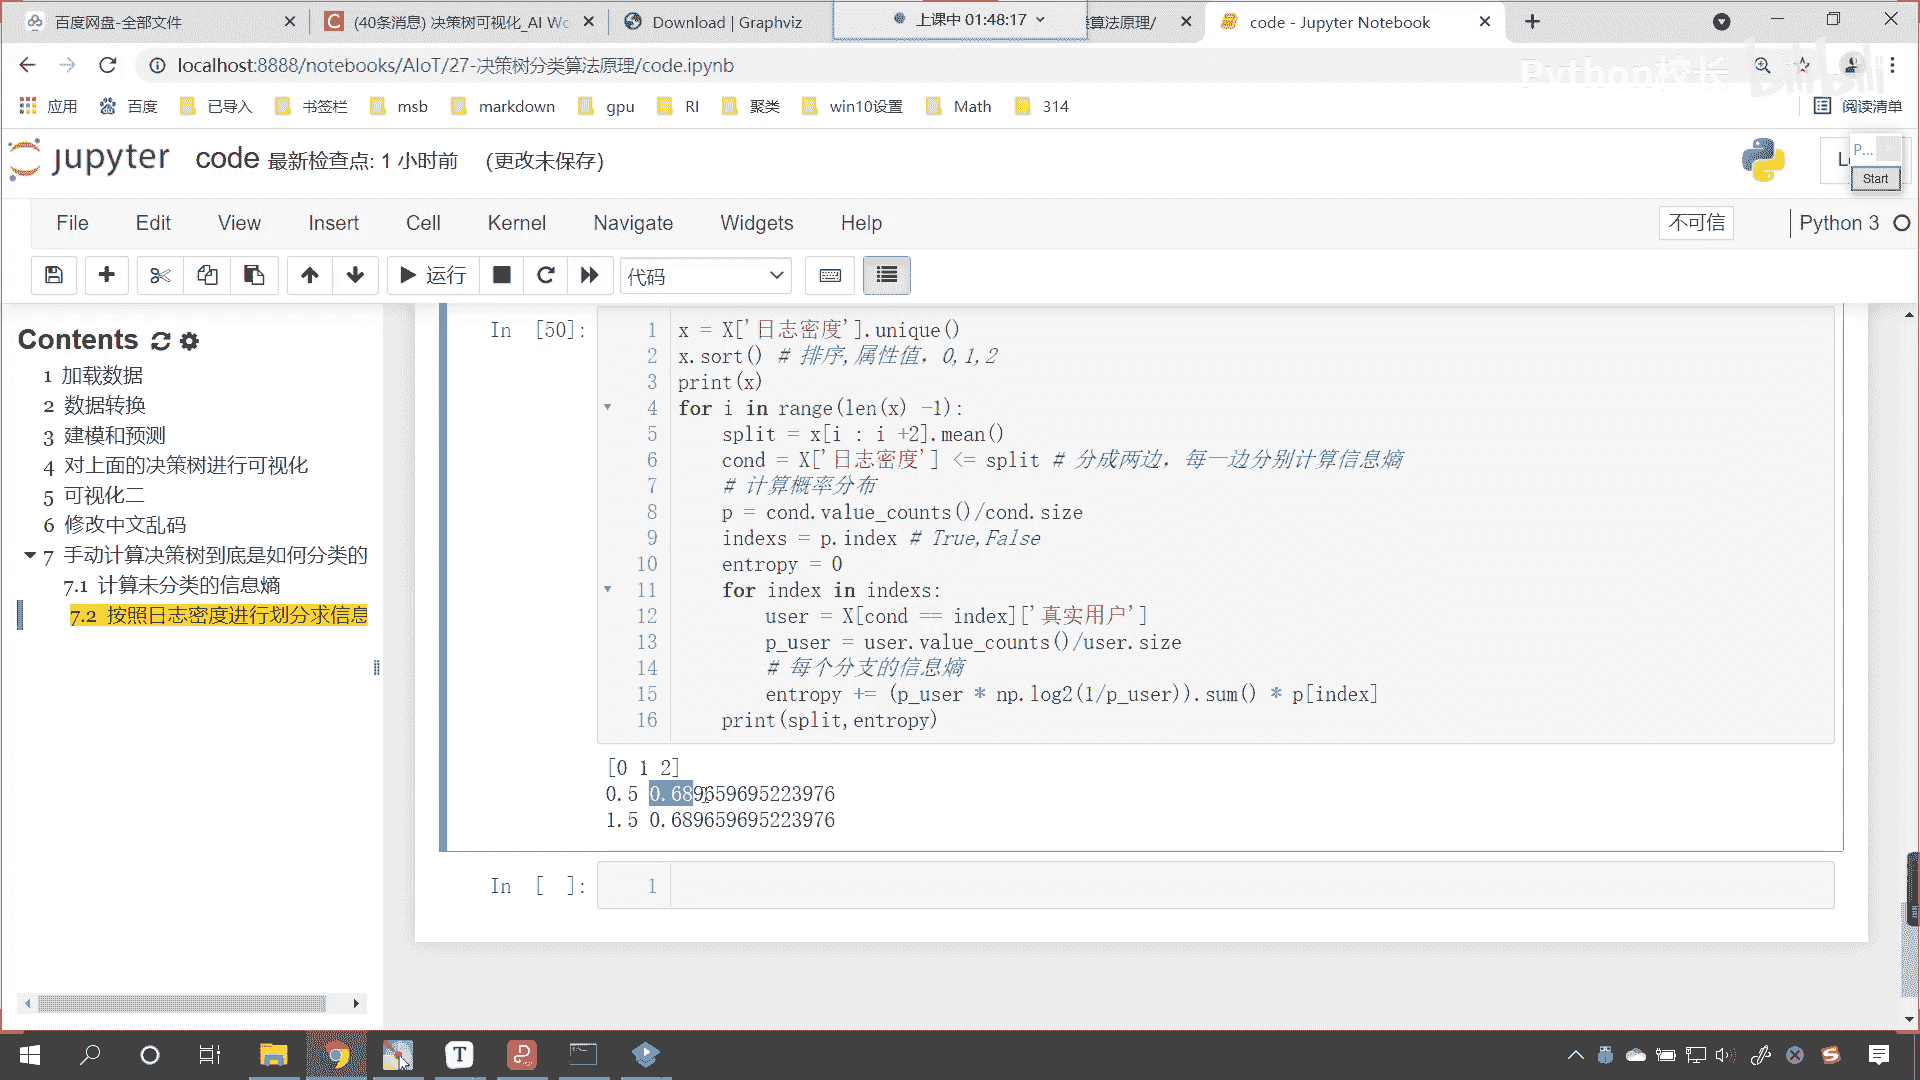 百度网盘-全部文件
(40条消息) 决策树可视化_AI Wo
Download | Graphviz
上课中 01:48:17
算法原理/
code - Jupyter Notebook
localhost:8888/notebooks/AIoT/27-决策树分类算法原理/code.ipynb
Python校长
bilibili
应用
百度
已导入
书签栏
msb
markdown
gpu
RI
聚类
win10设置
Math
314
阅读清单
jupyter code 最新检查点: 1 小时前 (更改未保存)
P...
Start
File Edit View Insert Cell Kernel Navigate Widgets Help
不可信
Python 3
运行
代码
Contents
1 加载数据
2 数据转换
3 建模和预测
4 对上面的决策树进行可视化
5 可视化二
6 修改中文乱码
7 手动计算决策树到底是如何分类的
7.1 计算未分类的信息熵
7.2 按照日志密度进行划分求信息
In [50]:
1 x = X['日志密度'].unique()
2 x.sort() # 排序,属性值，0,1,2
3 print(x)
4 for i in range(len(x) -1):
5 split = x[i : i +2].mean()
6 cond = X['日志密度'] <= split # 分成两边，每一边分别计算信息熵
7 # 计算概率分布
8 p = cond.value_counts()/cond.size
9 indexs = p.index # True,False
10 entropy = 0
11 for index in indexs:
12 user = X[cond == index]['真实用户']
13 p_user = user.value_counts()/user.size
14 # 每个分支的信息熵
15 entropy += (p_user * np.log2(1/p_user)).sum() * p[index]
16 print(split,entropy)
[0 1 2]
0.5 0.689659695223976
1.5 0.689659695223976
In [ ]:
1